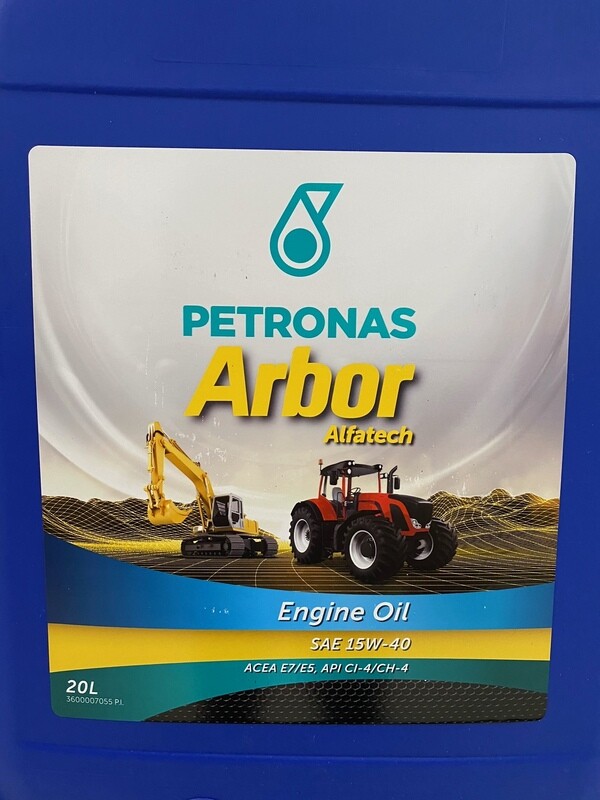 PETRONAS
Arbor
Alfatech
Engine Oil
SAE 15W-40
ACEA E7/E5, API CI-4/CH-4
20L
3600007055 P.I.